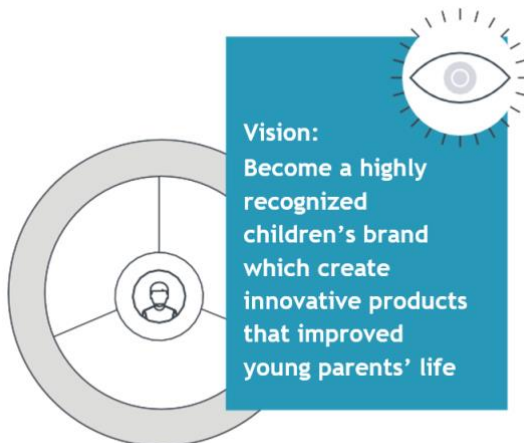 Vision:
Become a highly
recognized
children's brand
which create
innovative products
that improved
young parents' life